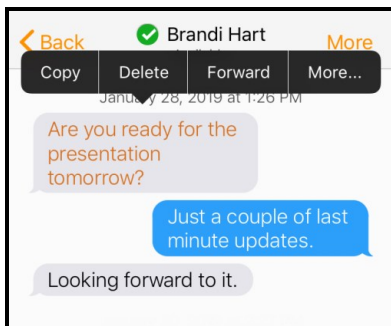 Back Brandi Hart More
Copy Delete Forward More...
January 28, 2019 at 1:26 PM
Are you ready for the
presentation
tomorrow?
Just a couple of last
minute updates.
Looking forward to it.